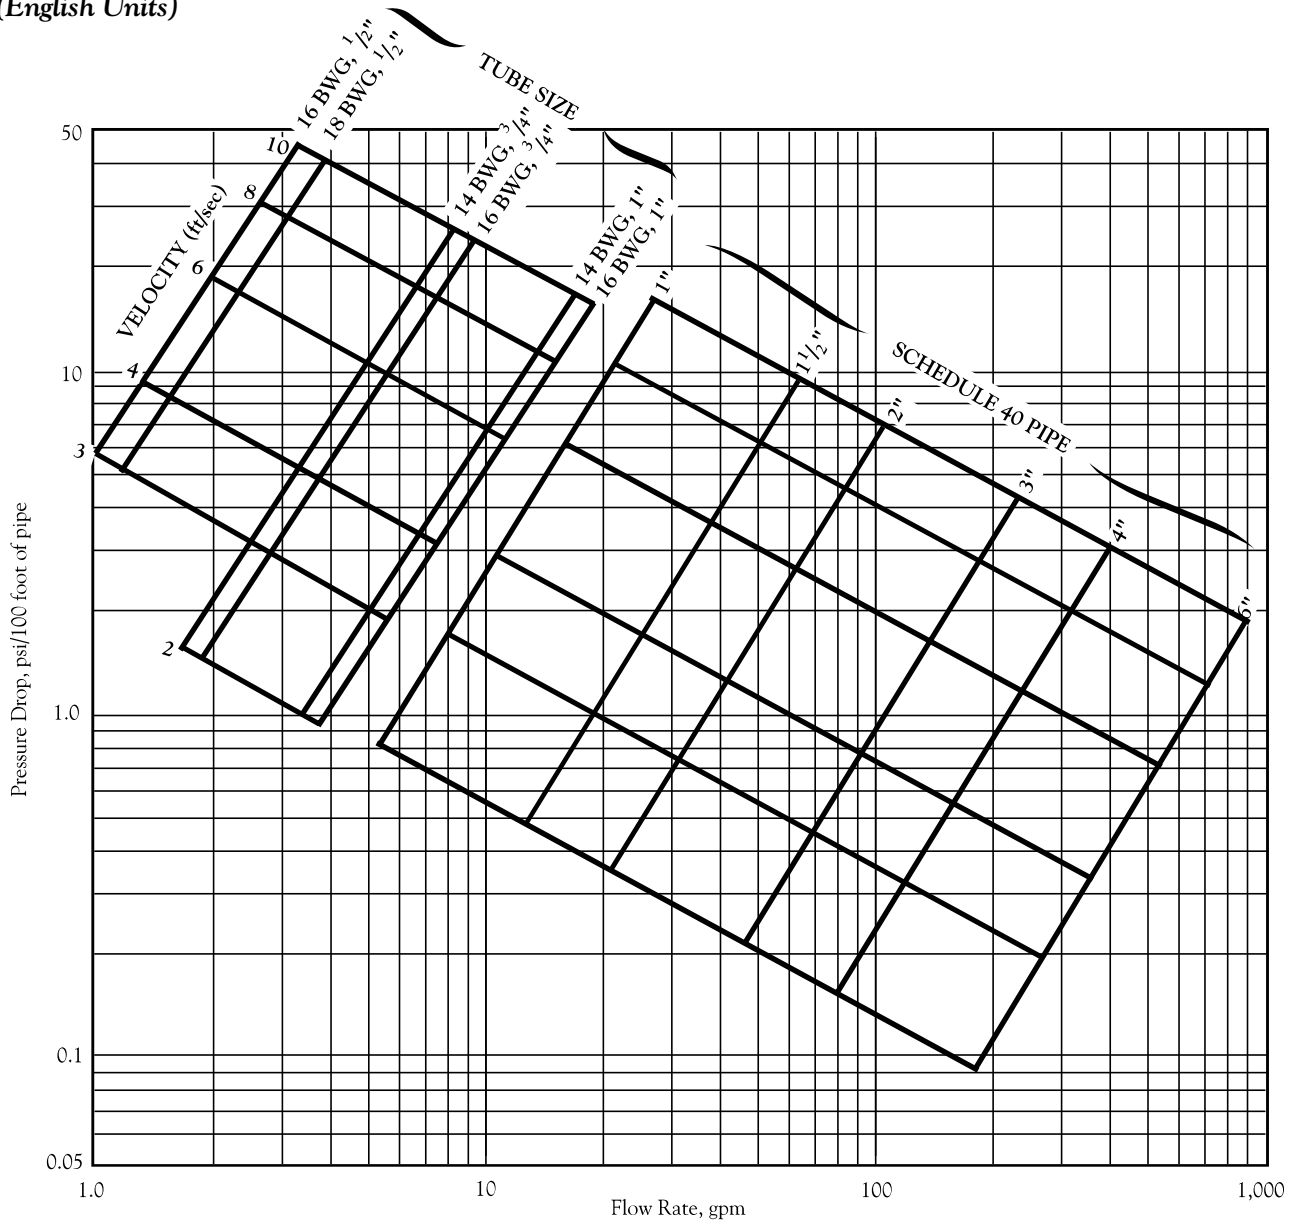 (English Units)
16 BWG, 1/2"
18 BWG, 1/2"
TUBE SIZE
14 BWG, 3/4"
16 BWG, 3/4"
14 BWG, 1"
16 BWG, 1"
1"
1 1/2"
SCHEDULE 40 PIPE
2"
3"
4"
6"
VELOCITY (ft/sec)
10
8
6
4
3
2
50
10
1.0
0.1
0.05
Pressure Drop, psi/100 foot of pipe
1.0
10
100
1,000
Flow Rate, gpm